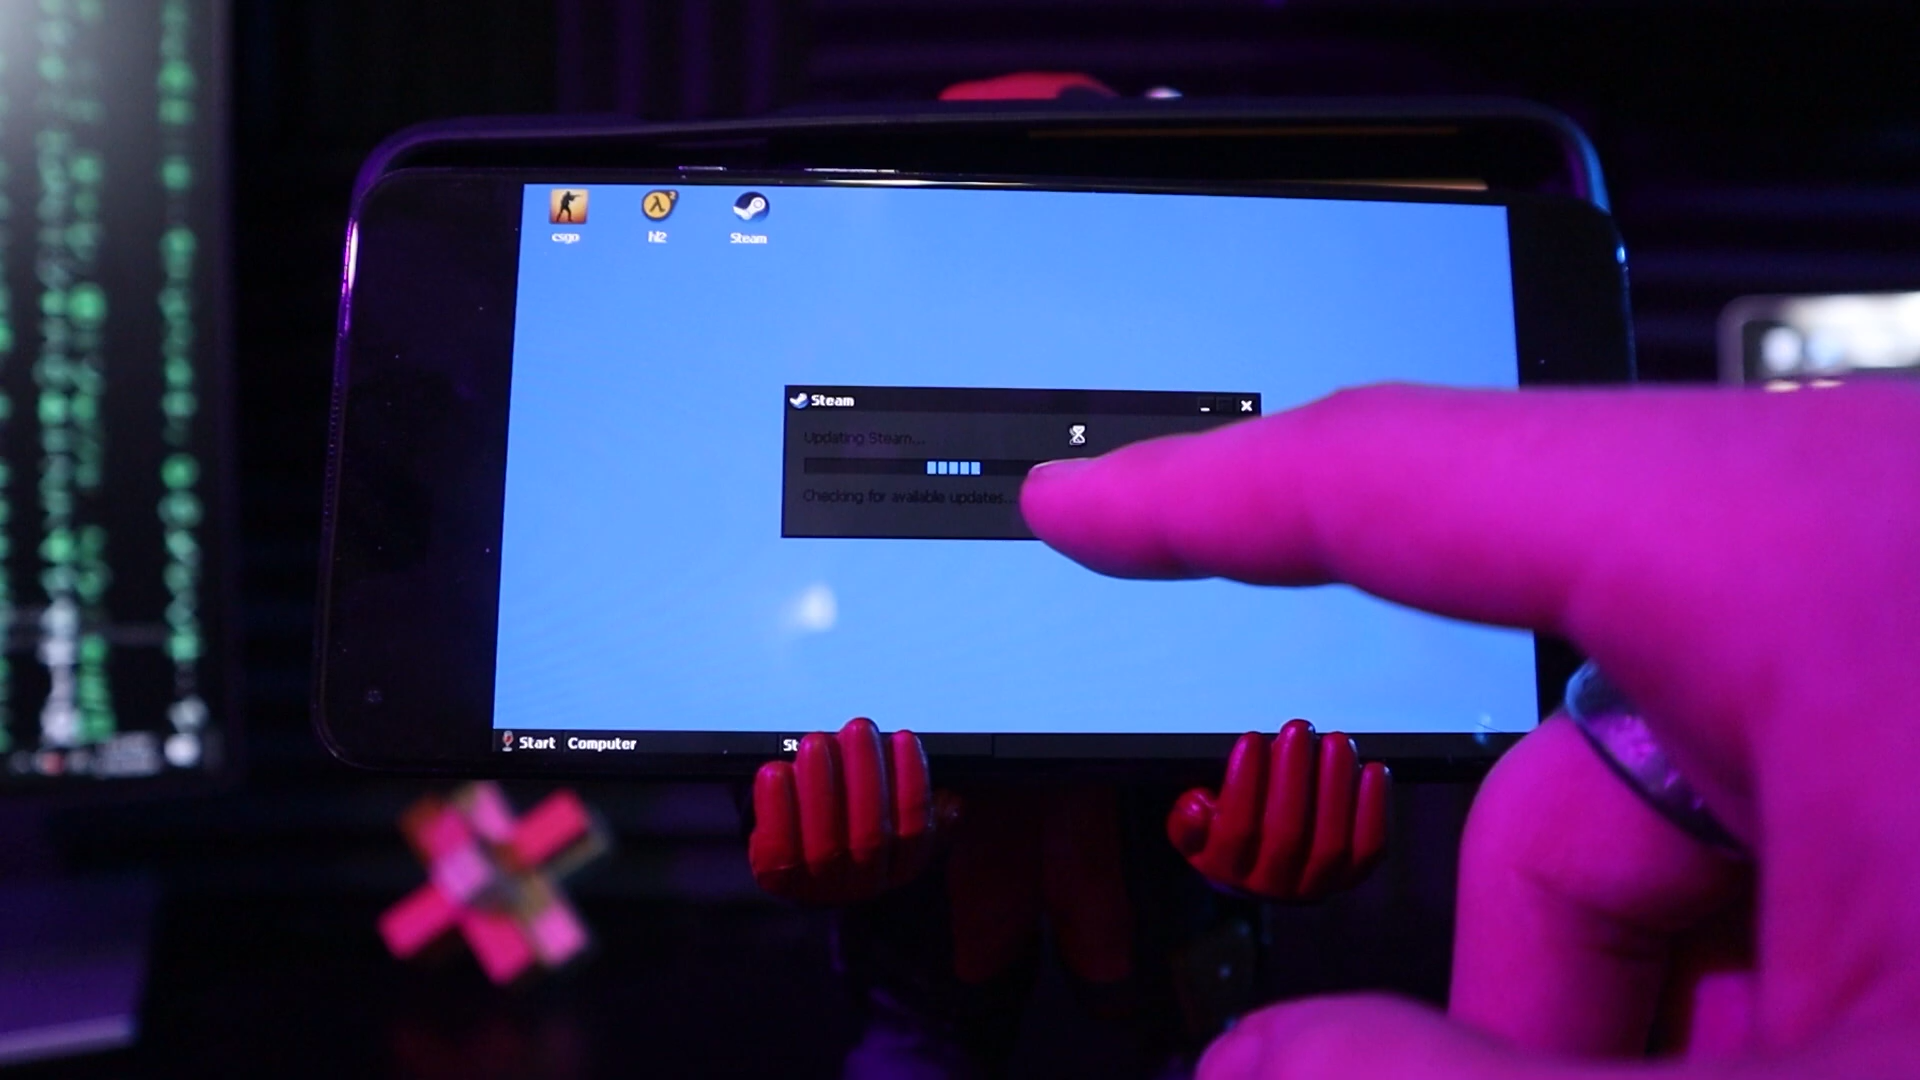 csgo
hl2
Steam
Steam
Updating Steam...
Checking for available updates...
Start
Computer